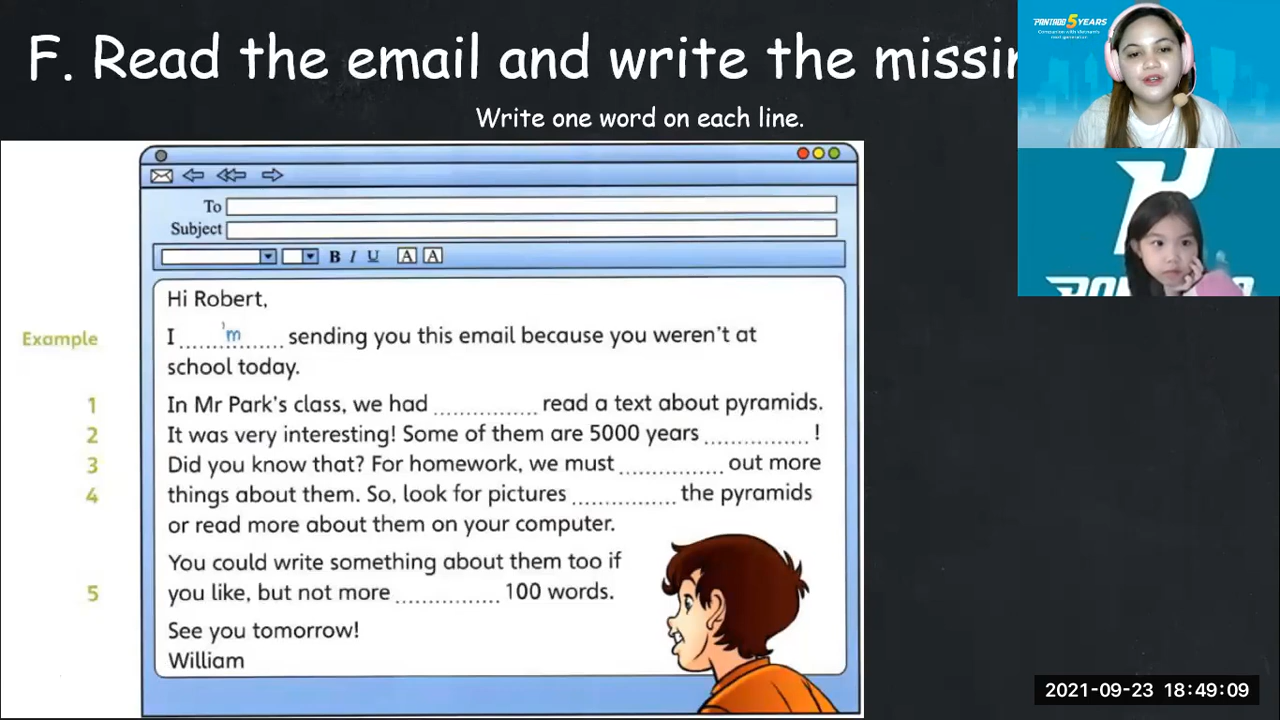 F. Read the email and write the missin
PANTADO 5 YEARS
Write one word on each line.
To
Subject
B I U A A
Hi Robert,
Example
I ...'m... sending you this email because you weren't at
school today.
1 In Mr Park's class, we had ............... read a text about pyramids.
2 It was very interesting! Some of them are 5000 years ............... !
3 Did you know that? For homework, we must ............... out more
4 things about them. So, look for pictures ............... the pyramids
or read more about them on your computer.
You could write something about them too if
5 you like, but not more ............... 100 words.
See you tomorrow!
William
2021-09-23 18:49:09